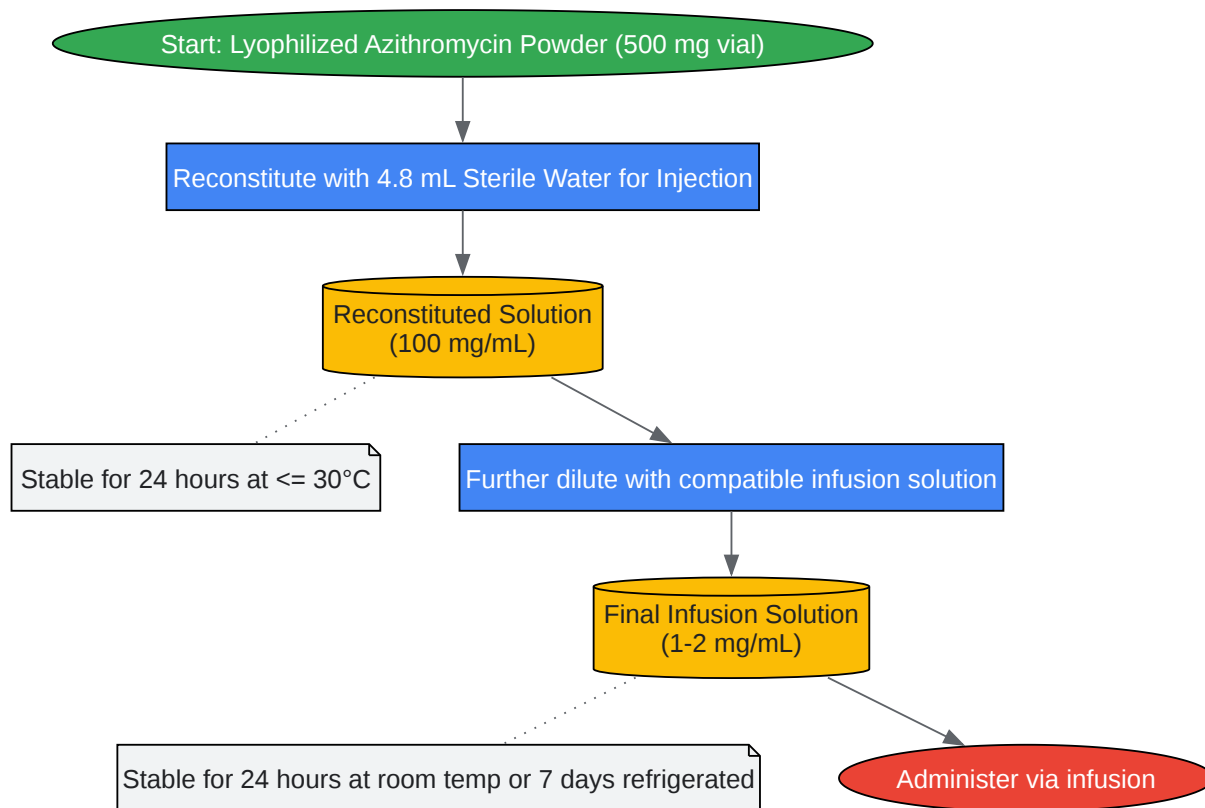 Start: Lyophilized Azithromycin Powder (500 mg vial)
Reconstitute with 4.8 mL Sterile Water for Injection
Reconstituted Solution
(100 mg/mL)
Stable for 24 hours at <= 30°C
Further dilute with compatible infusion solution
Final Infusion Solution
(1-2 mg/mL)
Stable for 24 hours at room temp or 7 days refrigerated
Administer via infusion